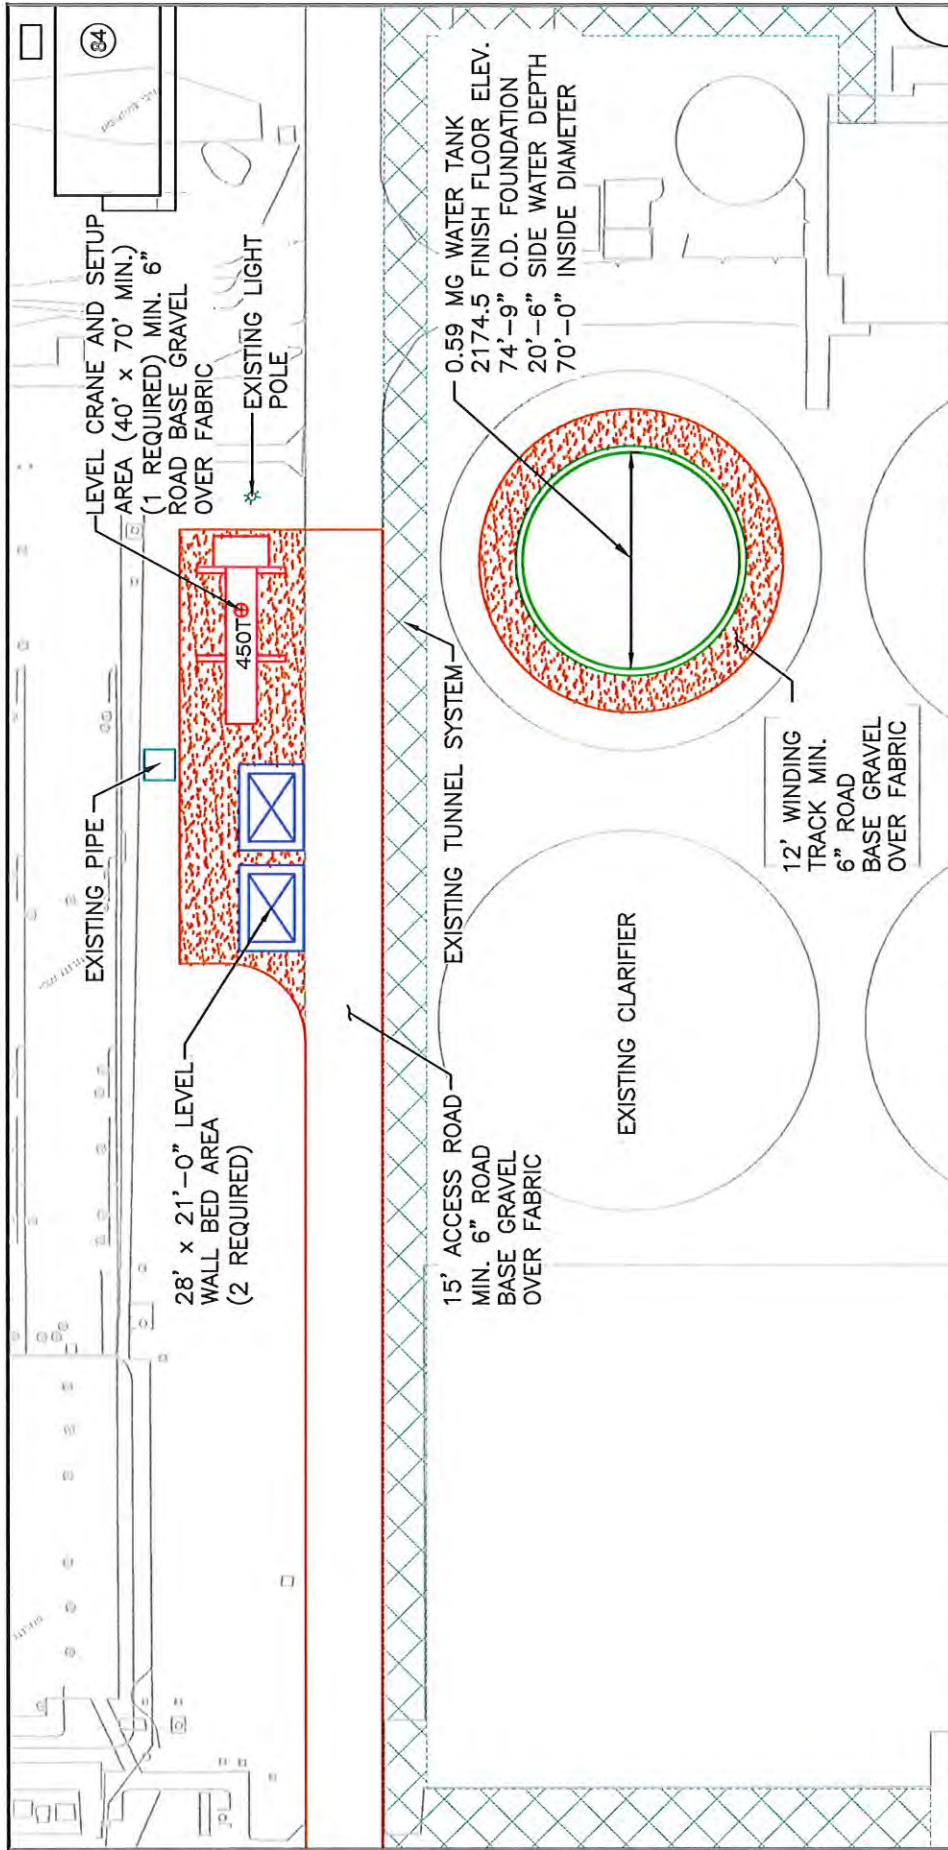 84
LEVEL CRANE AND SETUP
AREA (40' x 70' MIN.)
(1 REQUIRED) MIN. 6"
ROAD BASE GRAVEL
OVER FABRIC
EXISTING LIGHT
POLE
EXISTING PIPE
450T
28' x 21'-0" LEVEL
WALL BED AREA
(2 REQUIRED)
0.59 MG WATER TANK
2174.5 FINISH FLOOR ELEV.
74'-9" O.D. FOUNDATION
20'-6" SIDE WATER DEPTH
70'-0" INSIDE DIAMETER
EXISTING TUNNEL SYSTEM
15' ACCESS ROAD
MIN. 6" ROAD
BASE GRAVEL
OVER FABRIC
EXISTING CLARIFIER
12' WINDING
TRACK MIN.
6" ROAD
BASE GRAVEL
OVER FABRIC